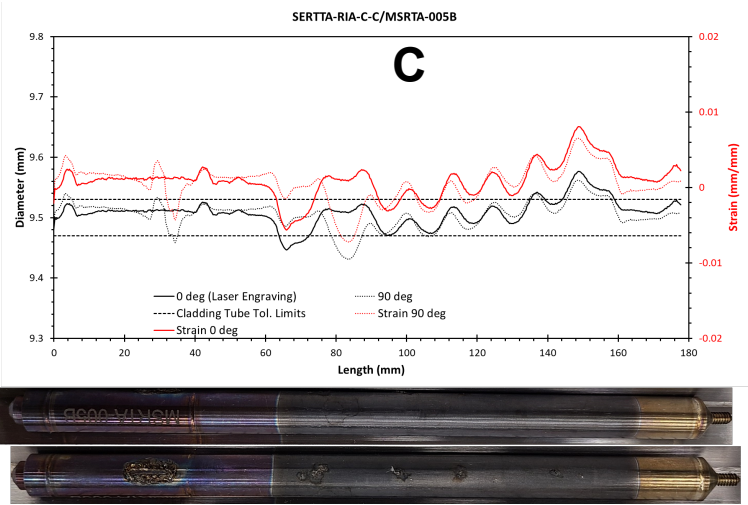 SERTTA-RIA-C-C/MSRTA-005B
C
9.8
9.7
9.6
9.5
9.4
9.3
Diameter (mm)
0.02
0.01
0
-0.01
-0.02
Strain (mm/mm)
0 deg (Laser Engraving)
90 deg
Cladding Tube Tol. Limits
Strain 90 deg
Strain 0 deg
0 20 40 60 80 100 120 140 160 180
Length (mm)
MSRTA-005B